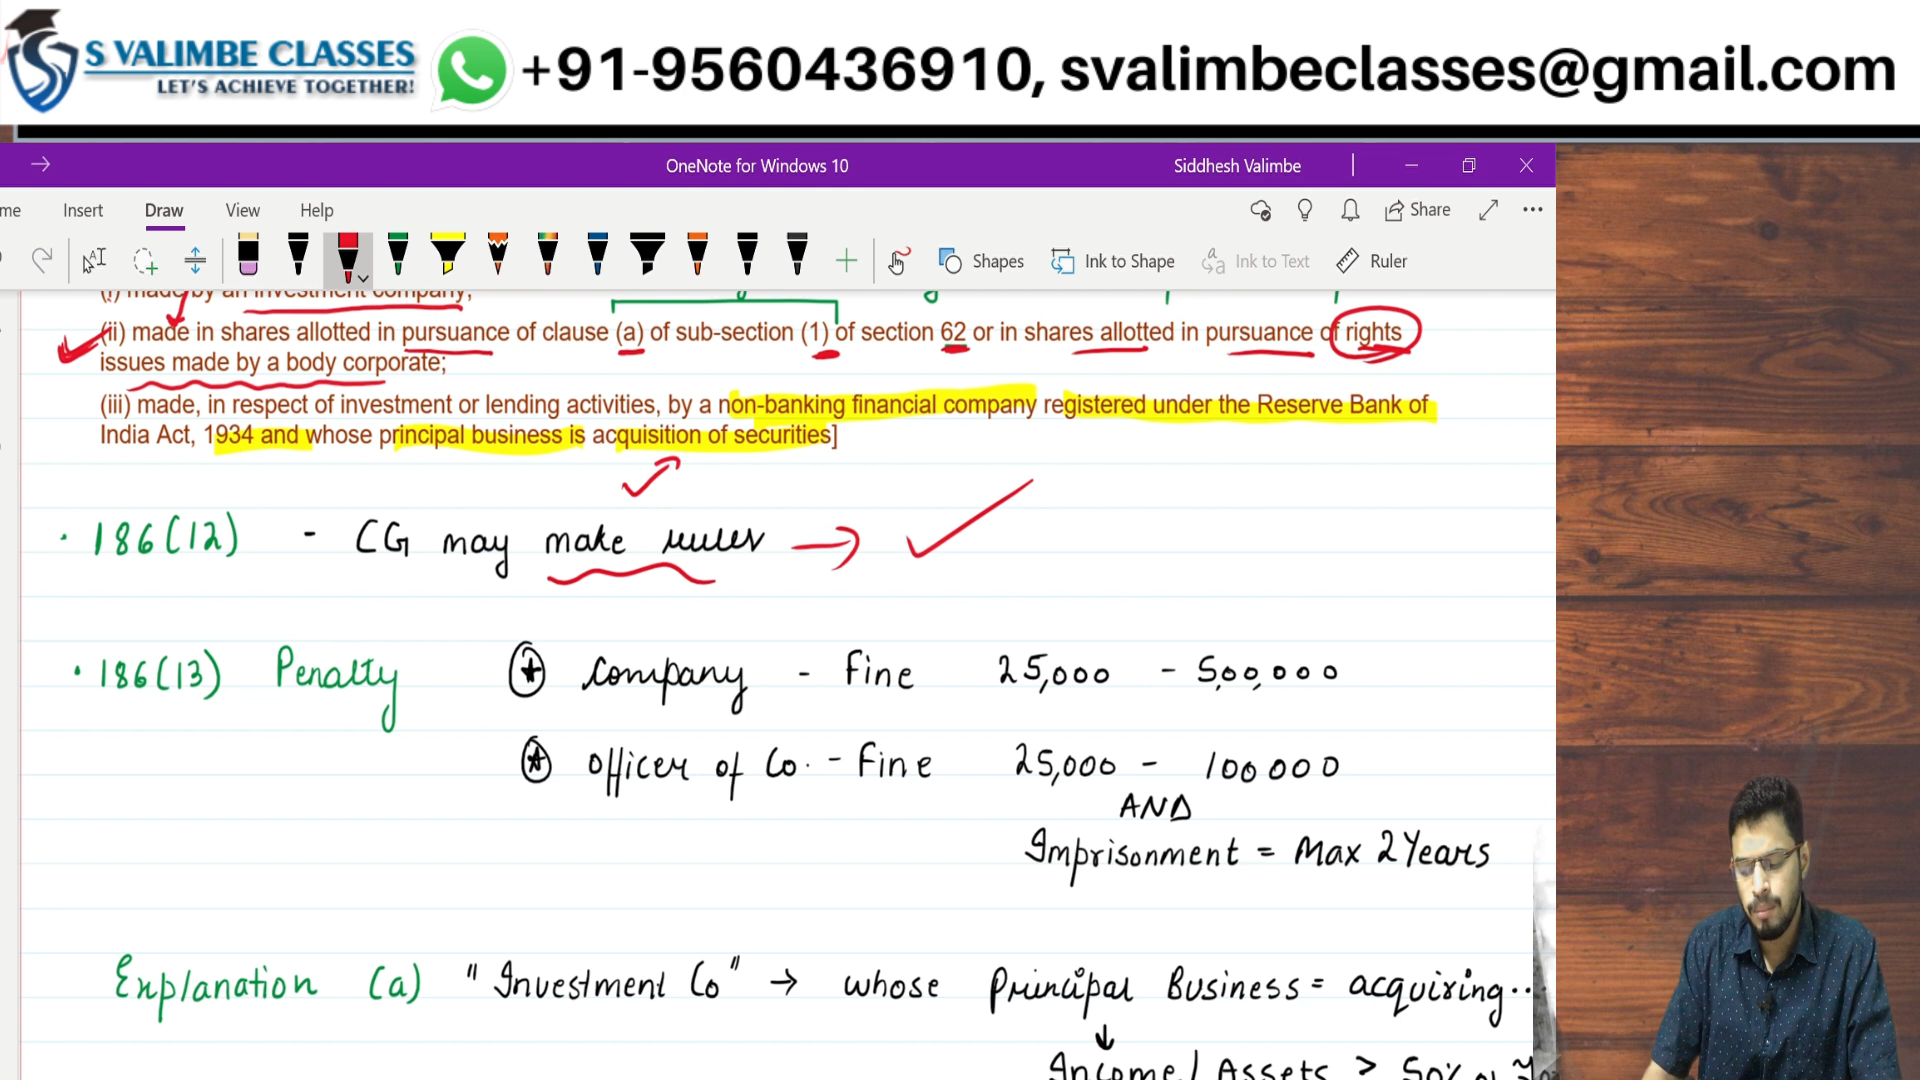 S VALIMBE CLASSES
LET'S ACHIEVE TOGETHER!
+91-9560436910, svalimbeclasses@gmail.com
OneNote for Windows 10
Siddhesh Valimbe
Insert Draw View Help
Share
Shapes Ink to Shape Ink to Text Ruler
(i) made by an investment company;
(ii) made in shares allotted in pursuance of clause (a) of sub-section (1) of section 62 or in shares allotted in pursuance of rights
issues made by a body corporate;
(iii) made, in respect of investment or lending activities, by a non-banking financial company registered under the Reserve Bank of
India Act, 1934 and whose principal business is acquisition of securities]
186(12) - CG may make rules
186(13) Penalty Company - Fine 25,000 - 5,00,000
Officer of Co. - Fine 25,000 - 100000
AND
Imprisonment = Max 2 Years
Explanation (a) "Investment Co" → whose Principal Business = acquiring...
Income / Assets > 50% of